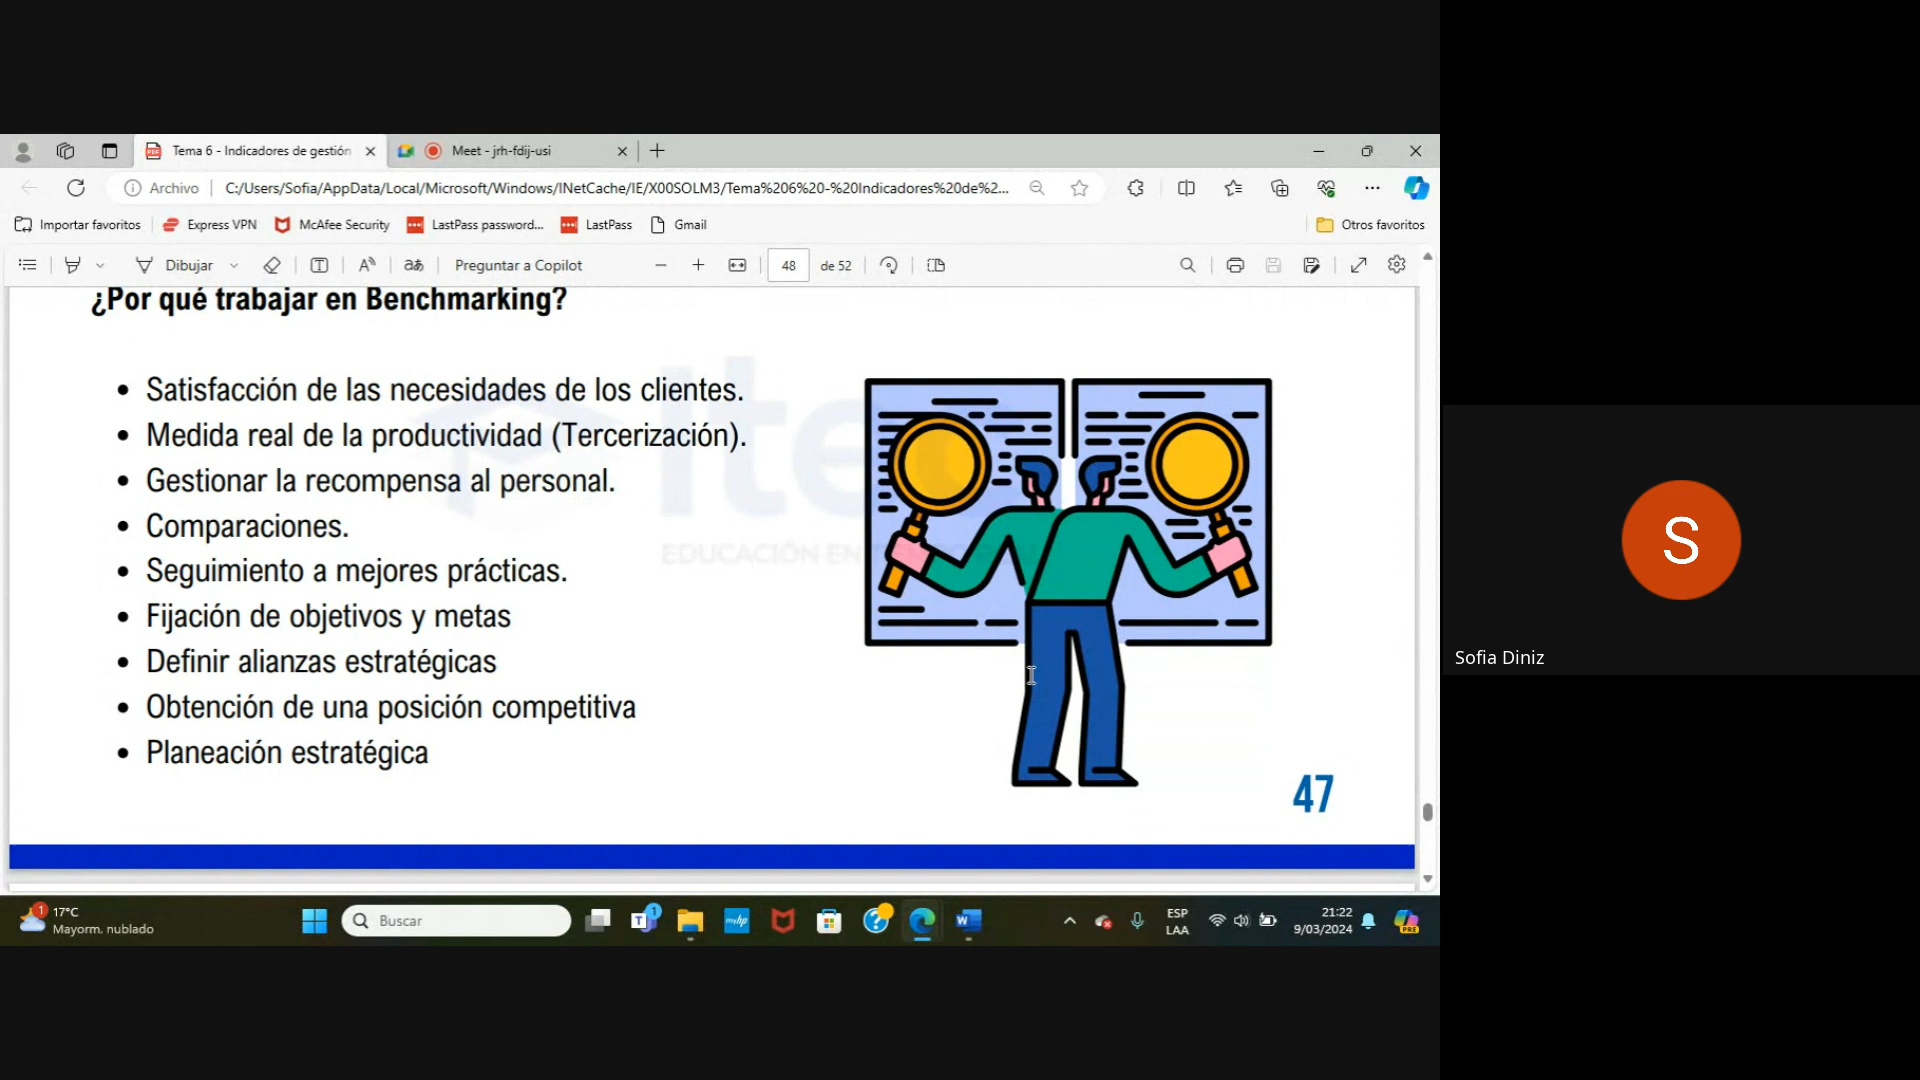 Tema 6 - Indicadores de gestión
Meet - jrh-fdij-usi
Archivo
C:/Users/Sofia/AppData/Local/Microsoft/Windows/INetCache/IE/X00SOLM3/Tema%206%20-%20Indicadores%20de%2...
Importar favoritos
Express VPN
McAfee Security
LastPass password...
LastPass
Gmail
Otros favoritos
Dibujar
Preguntar a Copilot
48
de 52
¿Por qué trabajar en Benchmarking?
• Satisfacción de las necesidades de los clientes.
• Medida real de la productividad (Tercerización).
• Gestionar la recompensa al personal.
• Comparaciones.
• Seguimiento a mejores prácticas.
• Fijación de objetivos y metas
• Definir alianzas estratégicas
• Obtención de una posición competitiva
• Planeación estratégica
EDUCACIÓN EN
47
S
Sofia Diniz
1
17°C
Mayorm. nublado
Buscar
1
ESP
LAA
21:22
9/03/2024